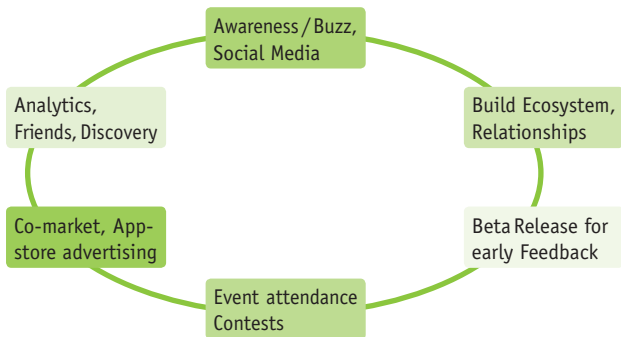 Awareness / Buzz,
Social Media
Analytics,
Friends, Discovery
Build Ecosystem,
Relationships
Co-market, App-
store advertising
Beta Release for
early Feedback
Event attendance
Contests